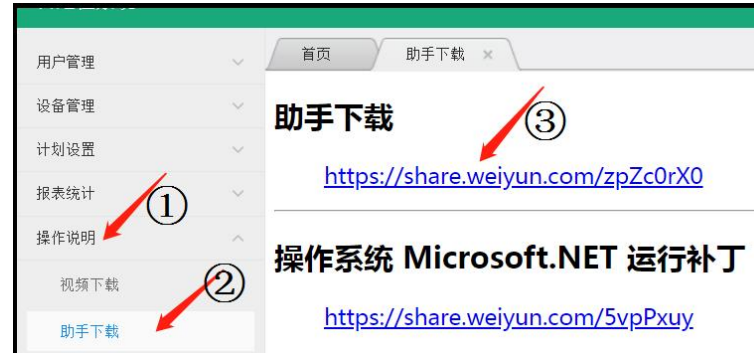 用户管理
设备管理
计划设置
报表统计
①
操作说明
视频下载
②
助手下载
首页
助手下载 ×
助手下载
③
https://share.weiyun.com/zpZc0rX0
操作系统 Microsoft.NET 运行补丁
https://share.weiyun.com/5vpPxuy